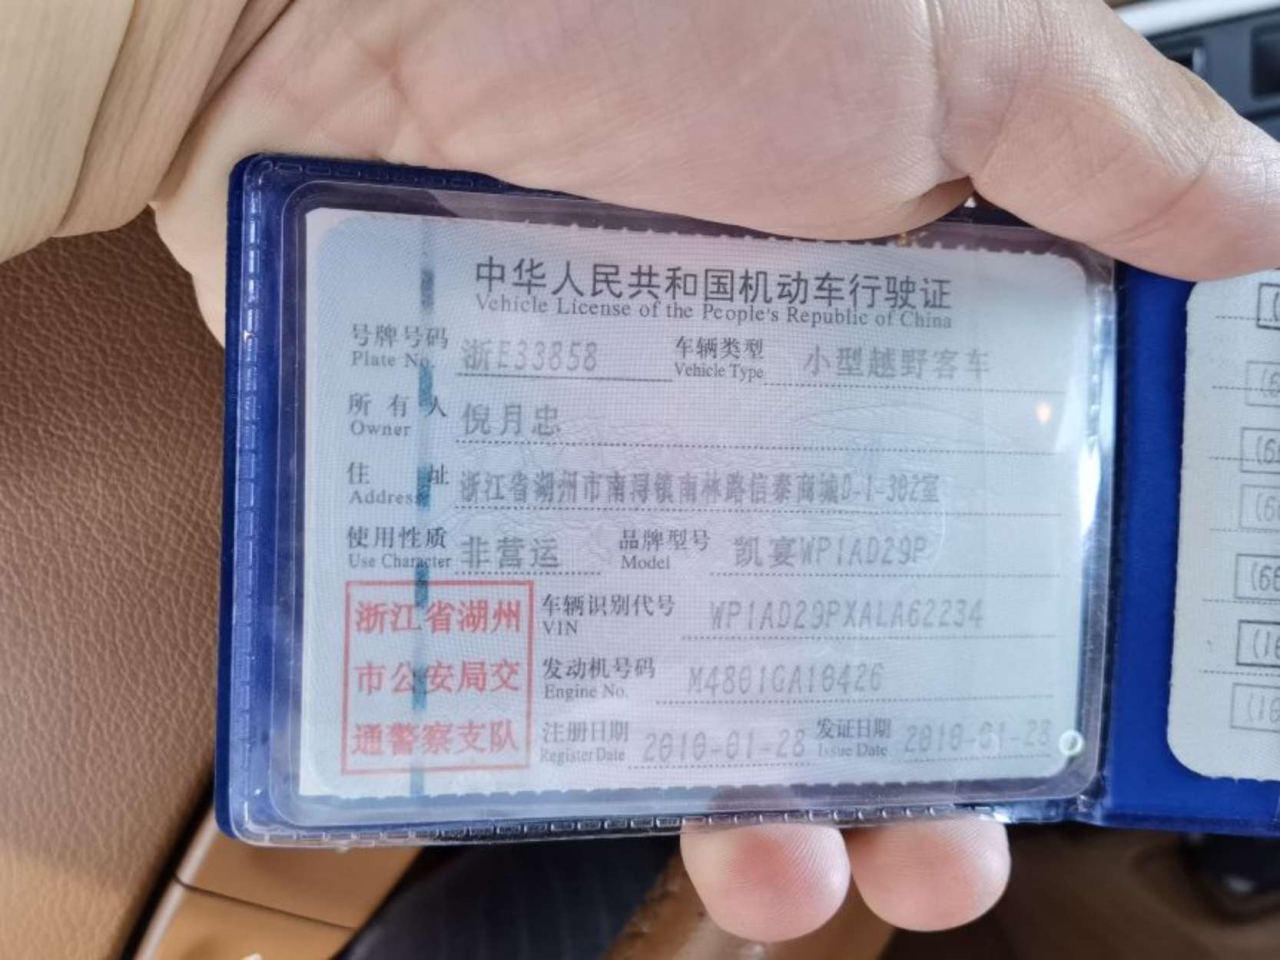 中华人民共和国机动车行驶证
Vehicle License of the People's Republic of China
号牌号码 浙E33858 车辆类型 小型越野客车
Plate No. Vehicle Type
所有人 倪月忠
Owner
住址 浙江省湖州市南浔镇南林路信泰商城D-1-302室
Address
使用性质 非营运 品牌型号 凯宴WP1AD29P
Use Character Model
浙江省湖州
市公安局交
通警察支队
车辆识别代号 WP1AD29PXALA62234
VIN
发动机号码 M4801GA10426
Engine No.
注册日期 2010-01-28 发证日期 2010-01-28
Register Date Issue Date